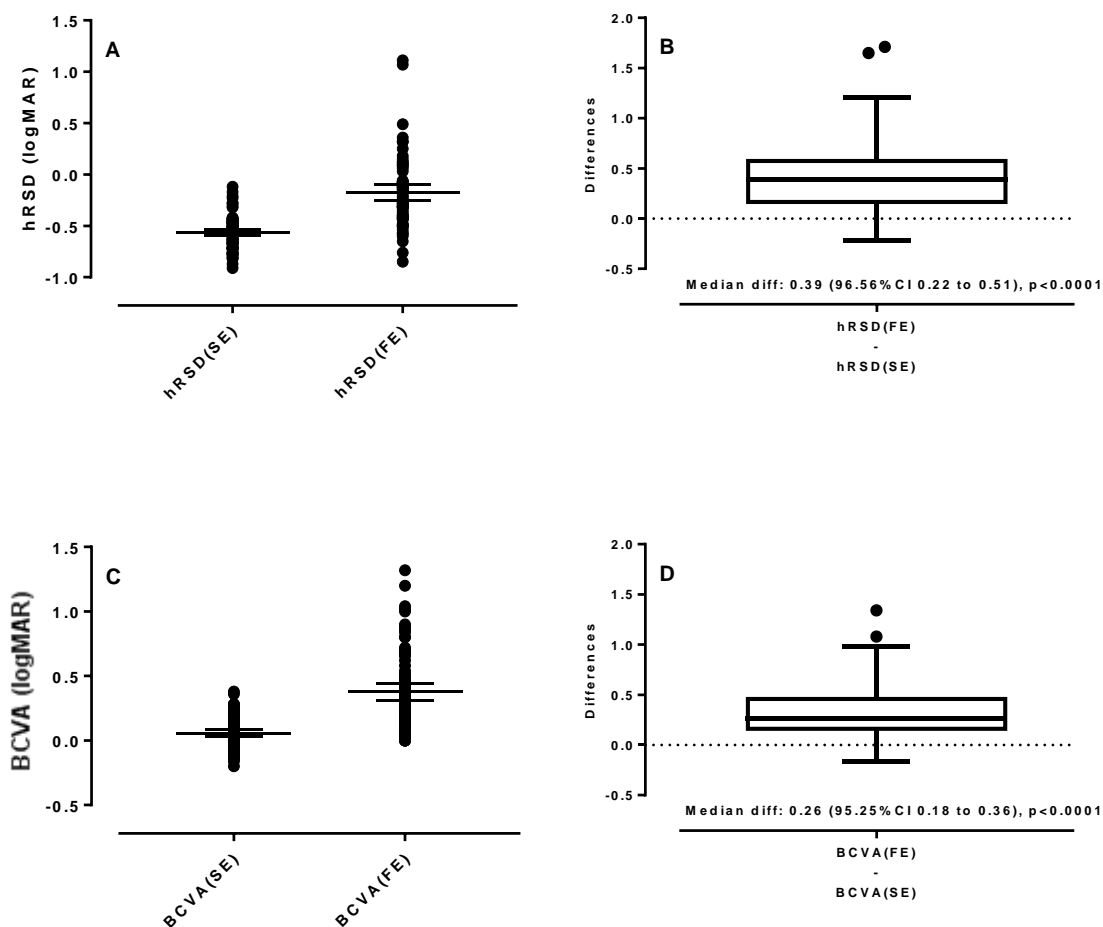 A
hRSD (logMAR)
1.5
1.0
0.5
0.0
-0.5
-1.0
hRSD(SE)
hRSD(FE)
B
Differences
2.0
1.5
1.0
0.5
0.0
-0.5
Median diff: 0.39 (96.56%CI 0.22 to 0.51), p<0.0001
hRSD(FE)
-
hRSD(SE)
C
BCVA (logMAR)
1.5
1.0
0.5
0.0
-0.5
BCVA(SE)
BCVA(FE)
D
Differences
2.0
1.5
1.0
0.5
0.0
-0.5
Median diff: 0.26 (95.25%CI 0.18 to 0.36), p<0.0001
BCVA(FE)
-
BCVA(SE)